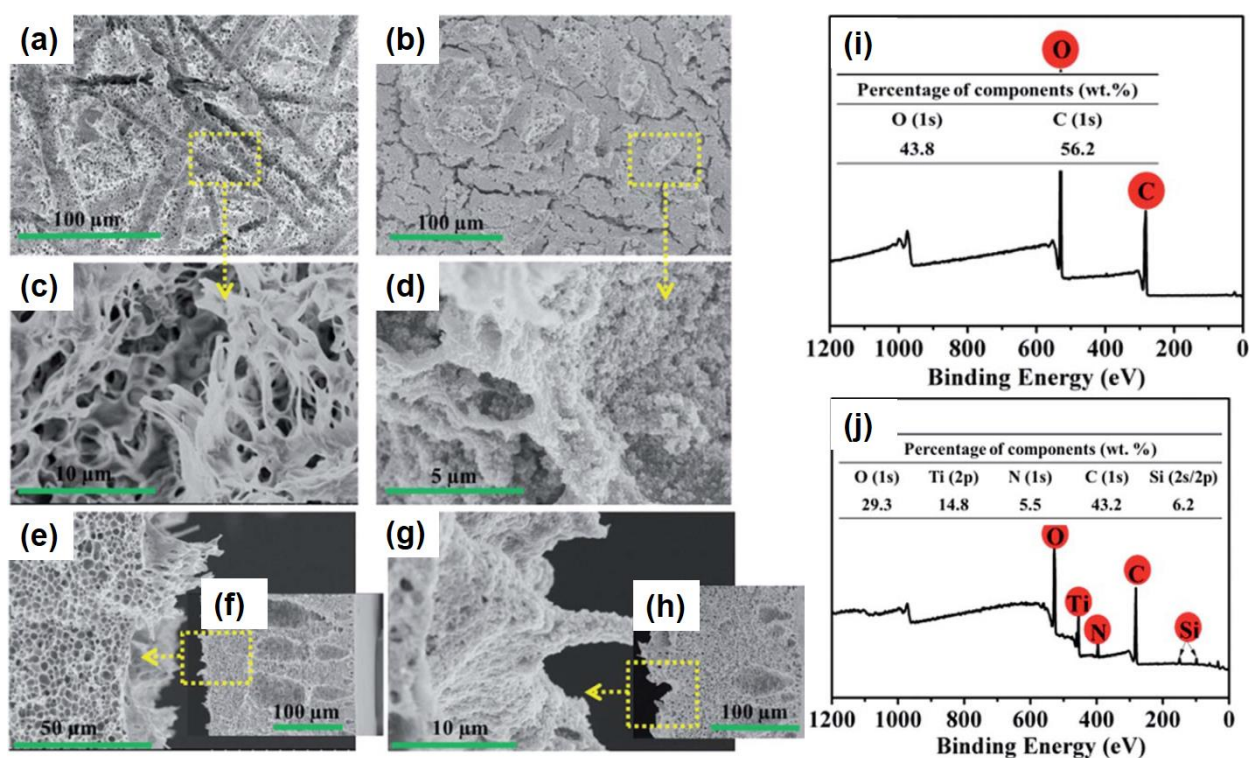 (a)
100 µm
(b)
100 µm
(c)
10 µm
(d)
5 µm
(e)
50 µm
(f)
100 µm
(g)
10 µm
(h)
100 µm
(i)
O
Percentage of components (wt.%)
O (1s) C (1s)
43.8 56.2
C
1200 1000 800 600 400 200 0
Binding Energy (eV)
(j)
Percentage of components (wt. %)
O (1s) Ti (2p) N (1s) C (1s) Si (2s/2p)
29.3 14.8 5.5 43.2 6.2
O
Ti
N
C
Si
1200 1000 800 600 400 200 0
Binding Energy (eV)